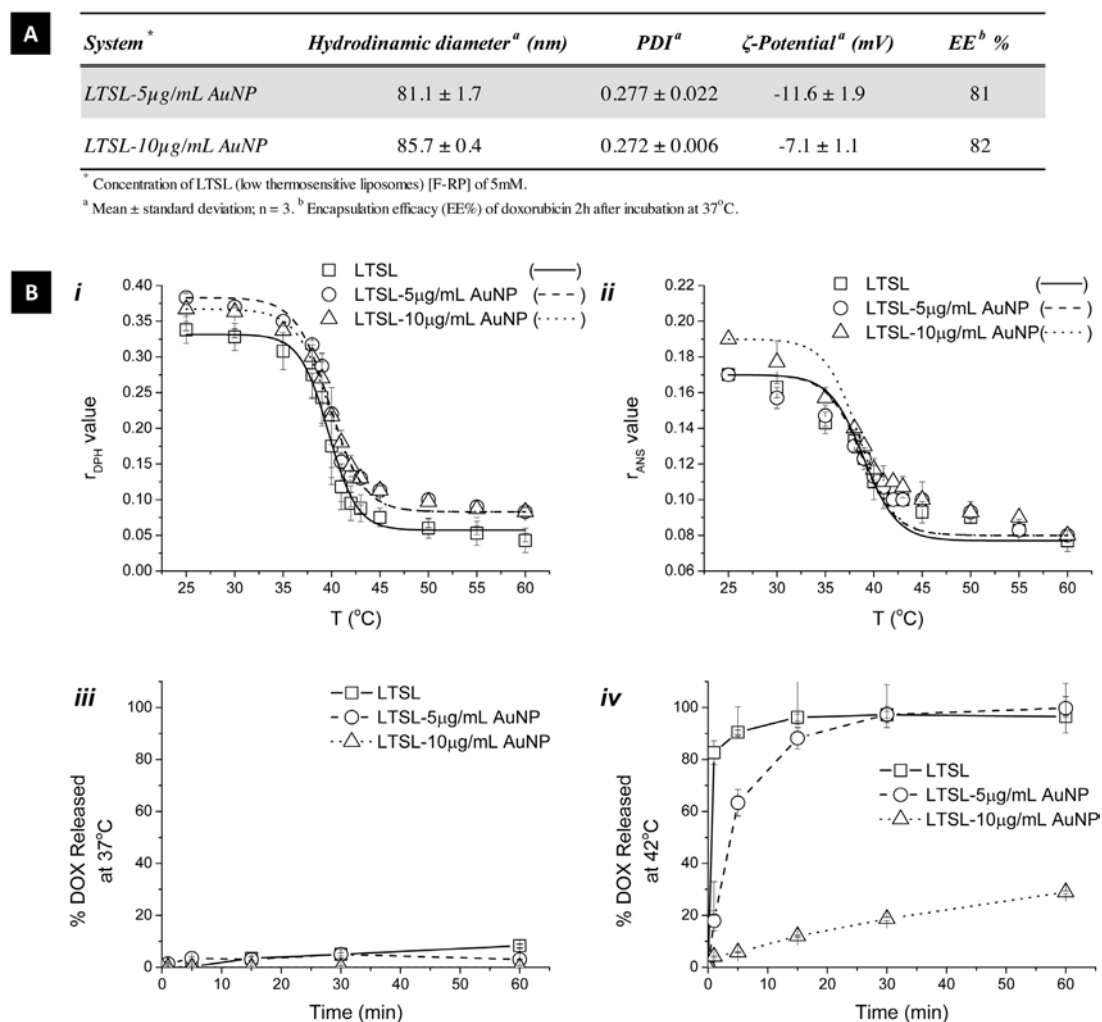 A
System* Hydrodinamic diameterᵃ (nm) PDIᵃ ζ-Potentialᵃ (mV) EEᵇ %
LTSL-5µg/mL AuNP 81.1 ± 1.7 0.277 ± 0.022 -11.6 ± 1.9 81
LTSL-10µg/mL AuNP 85.7 ± 0.4 0.272 ± 0.006 -7.1 ± 1.1 82
* Concentration of LTSL (low thermosensitive liposomes) [F-RP] of 5mM.
ᵃ Mean ± standard deviation; n = 3. ᵇ Encapsulation efficacy (EE%) of doxorubicin 2h after incubation at 37°C.
B
i
LTSL ( )
LTSL-5µg/mL AuNP ( )
LTSL-10µg/mL AuNP ( )
0.40
0.35
0.30
0.25
0.20
0.15
0.10
0.05
0.00
r_DPH value
25 30 35 40 45 50 55 60
T (°C)
ii
LTSL ( )
LTSL-5µg/mL AuNP ( )
LTSL-10µg/mL AuNP ( )
0.20
0.18
0.16
0.14
0.12
0.10
0.08
0.06
r_ANS value
25 30 35 40 45 50 55 60
T (°C)
iii
LTSL
LTSL-5µg/mL AuNP
LTSL-10µg/mL AuNP
100
80
60
40
20
0
% DOX Released
at 37°C
0 10 20 30 40 50 60
Time (min)
iv
LTSL
LTSL-5µg/mL AuNP
LTSL-10µg/mL AuNP
100
80
60
40
20
0
% DOX Released
at 42°C
0 10 20 30 40 50 60
Time (min)